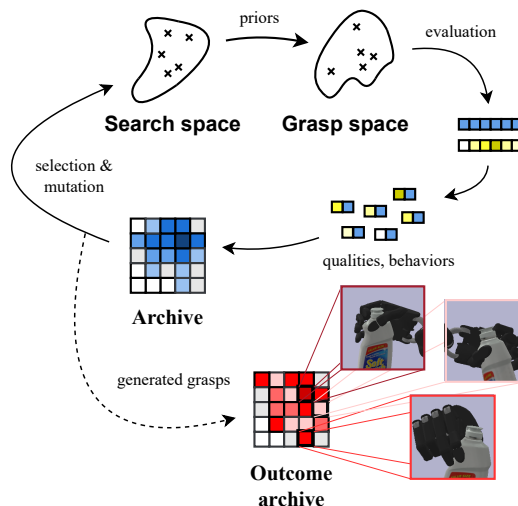 priors
evaluation
Search space
Grasp space
selection &
mutation
qualities, behaviors
Archive
generated grasps
Outcome
archive